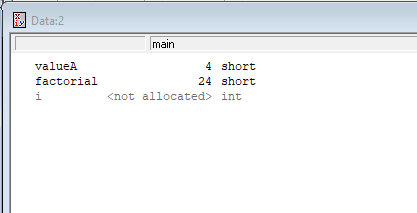 Data:2
main
valueA 4 short
factorial 24 short
i <not allocated> int